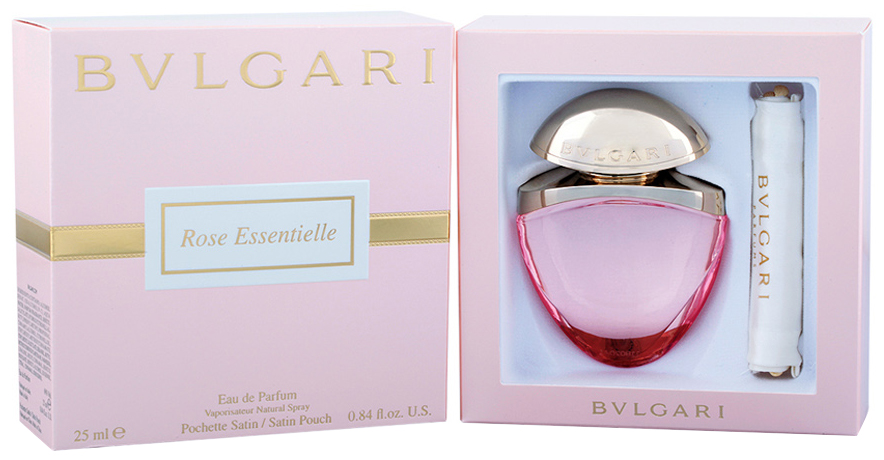 BVLGARI
Rose Essentielle
Eau de Parfum
Vaporisateur Natural Spray
Pochette Satin / Satin Pouch
25 ml ℮
0.84 fl.oz. U.S.
BVLGARI
BVLGARI
PARFUMS
BVLGARI